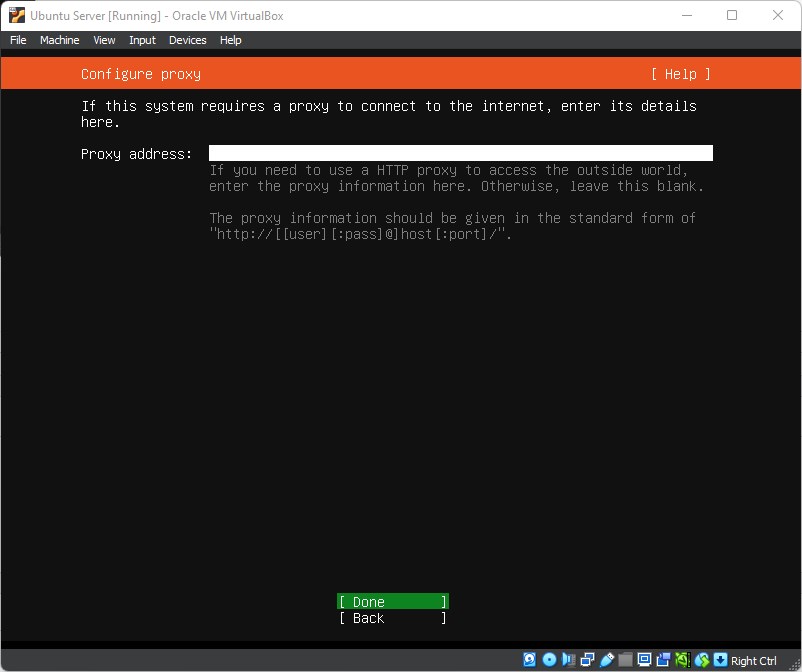 Ubuntu Server [Running] - Oracle VM VirtualBox
File Machine View Input Devices Help
Configure proxy [ Help ]
If this system requires a proxy to connect to the internet, enter its details
here.
Proxy address:
If you need to use a HTTP proxy to access the outside world,
enter the proxy information here. Otherwise, leave this blank.
The proxy information should be given in the standard form of
"http://[[user][:pass]@]host[:port]/".
[ Done ]
[ Back ]
Right Ctrl